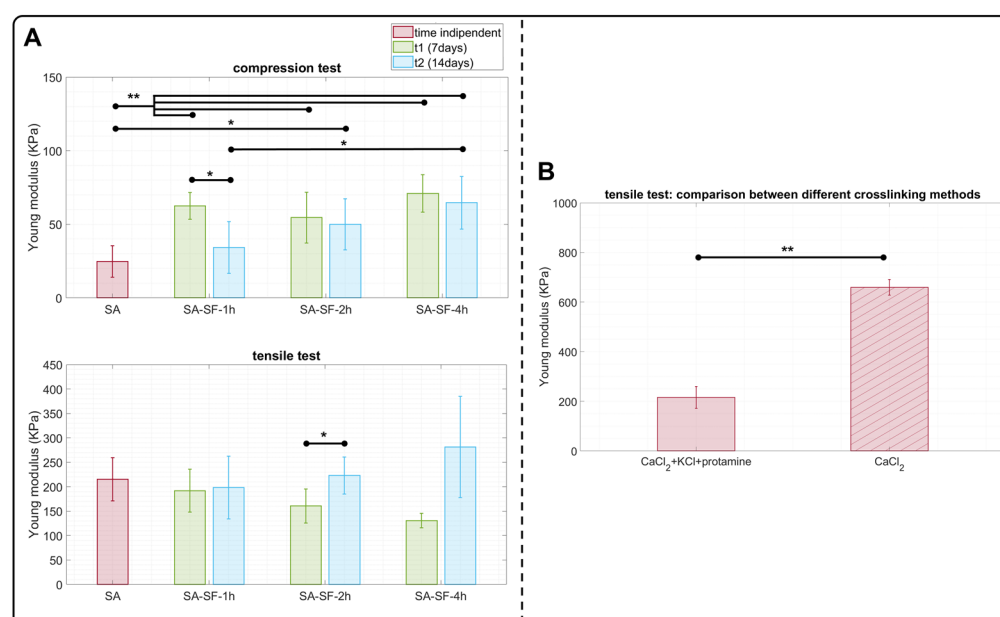 A
time indipendent
t1 (7days)
t2 (14days)
compression test
Young modulus (KPa)
150
100
50
0
**
*
*
*
SA
SA-SF-1h
SA-SF-2h
SA-SF-4h
tensile test
Young modulus (KPa)
450
400
350
300
250
200
150
100
50
0
*
SA
SA-SF-1h
SA-SF-2h
SA-SF-4h
B
tensile test: comparison between different crosslinking methods
Young modulus (KPa)
1000
800
600
400
200
0
**
CaCl₂+KCl+protamine
CaCl₂